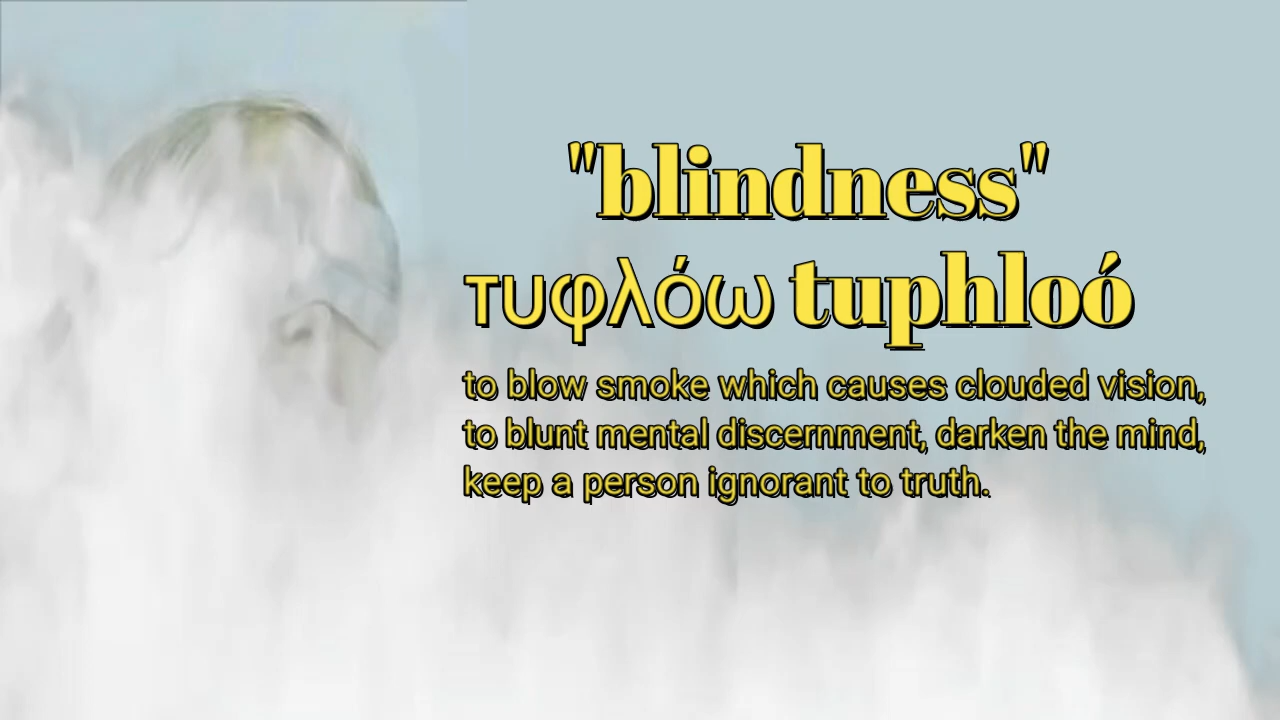 "blindness"
τυφλόω tuphloó
to blow smoke which causes clouded vision,
to blunt mental discernment, darken the mind,
keep a person ignorant to truth.